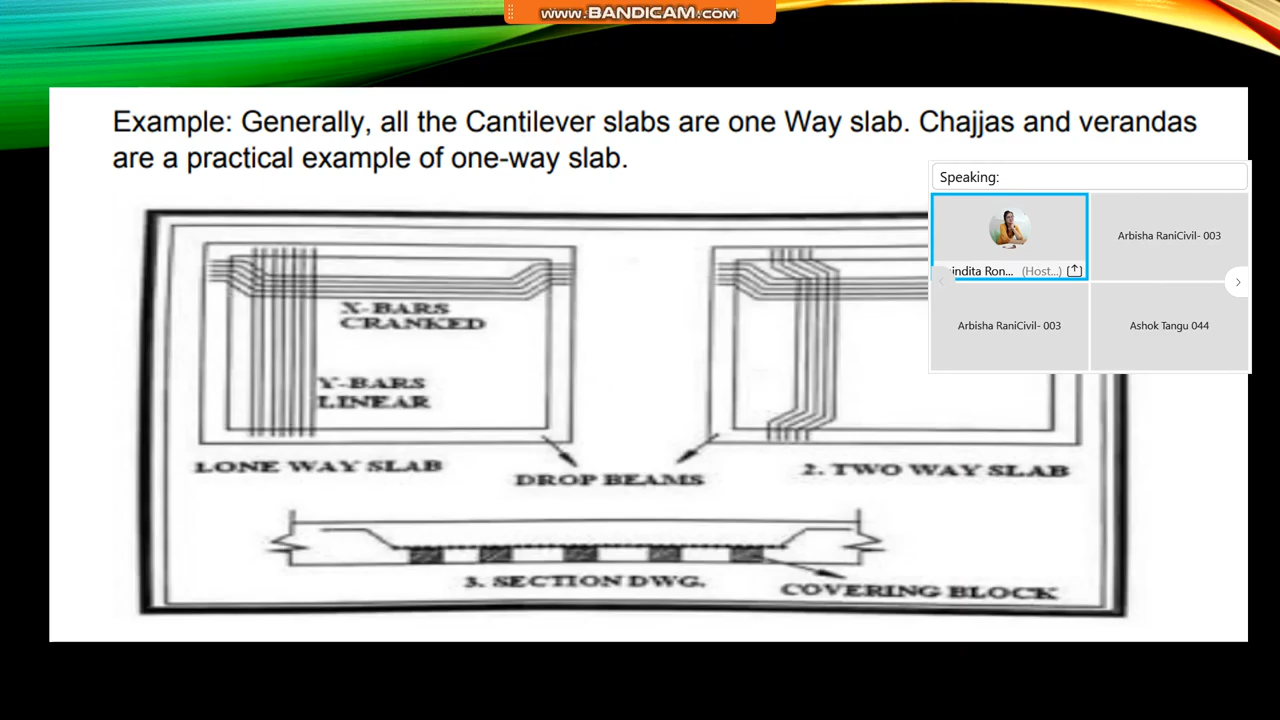 www.BANDICAM.com
Example: Generally, all the Cantilever slabs are one Way slab. Chajjas and verandas
are a practical example of one-way slab.
Speaking:
Arbisha RaniCivil- 003
indita Ron... (Host...)
Arbisha RaniCivil- 003
Ashok Tangu 044
X-BARS
CRANKED
Y-BARS
LINEAR
1.ONE WAY SLAB
DROP BEAMS
2. TWO WAY SLAB
3. SECTION DWG.
COVERING BLOCK